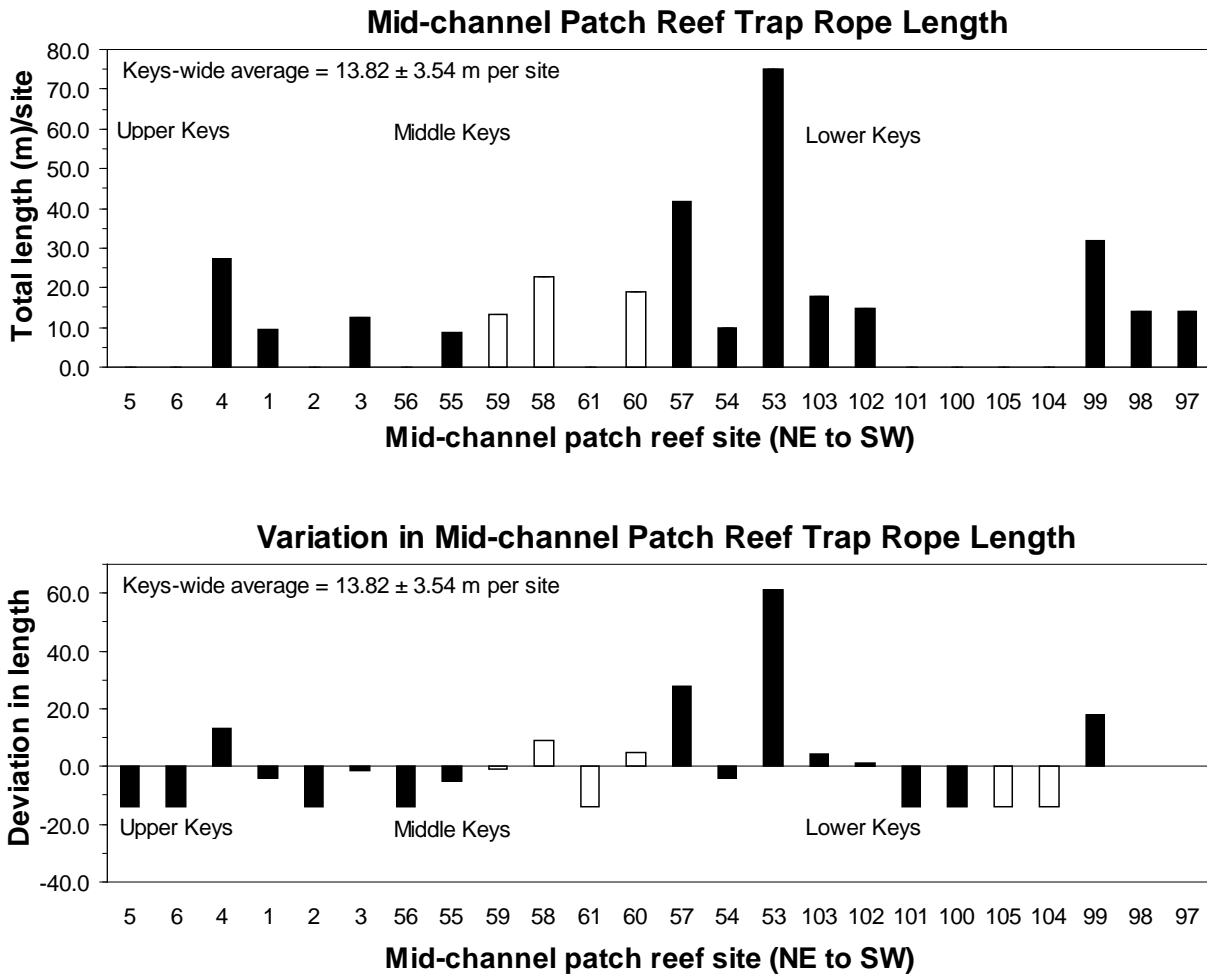 Mid-channel Patch Reef Trap Rope Length
Total length (m)/site
80.0
70.0
60.0
50.0
40.0
30.0
20.0
10.0
0.0
Keys-wide average = 13.82 ± 3.54 m per site
Upper Keys Middle Keys Lower Keys
5 6 4 1 2 3 56 55 59 58 61 60 57 54 53 103 102 101 100 105 104 99 98 97
Mid-channel patch reef site (NE to SW)
Variation in Mid-channel Patch Reef Trap Rope Length
Deviation in length
60.0
40.0
20.0
0.0
-20.0
-40.0
Keys-wide average = 13.82 ± 3.54 m per site
Upper Keys Middle Keys Lower Keys
5 6 4 1 2 3 56 55 59 58 61 60 57 54 53 103 102 101 100 105 104 99 98 97
Mid-channel patch reef site (NE to SW)